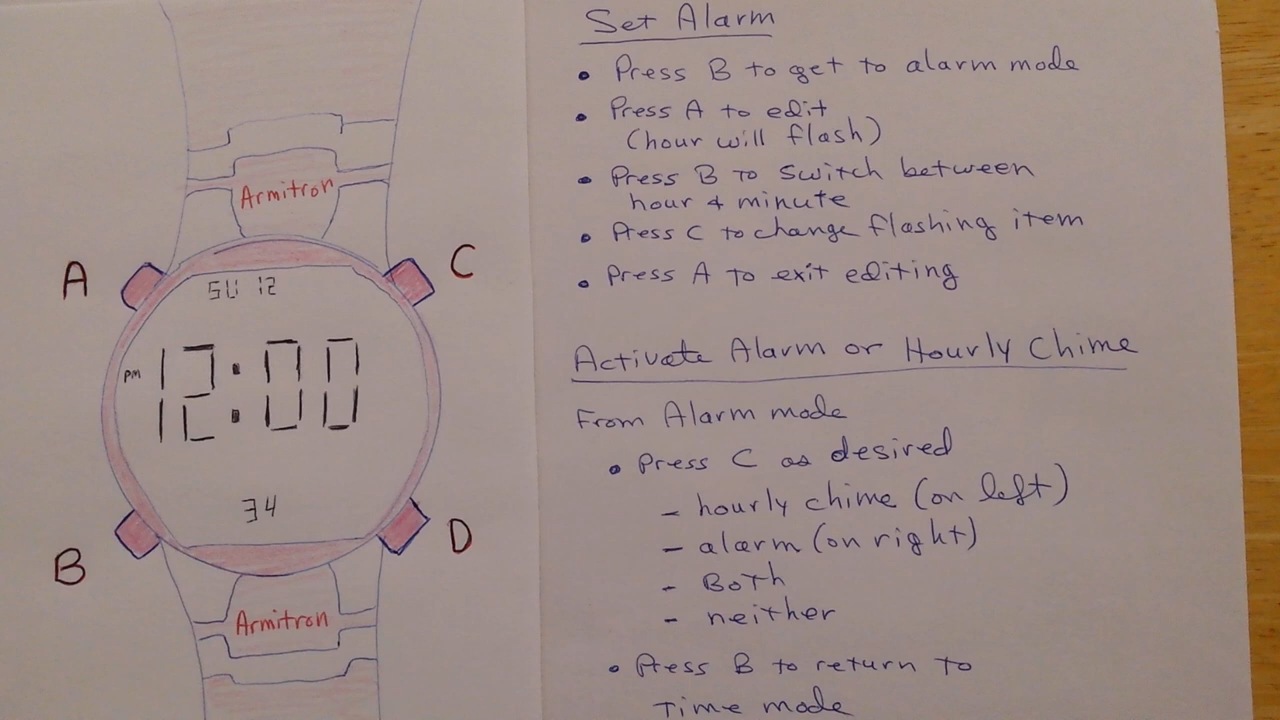 Armitron
A
C
SU 12
PM 12:00
34
B
D
Armitron
Set Alarm
• Press B to get to alarm mode
• Press A to edit
(hour will flash)
• Press B to switch between
hour & minute
• Press C to change flashing item
• Press A to exit editing
Activate Alarm or Hourly Chime
From Alarm mode
• Press C as desired
- hourly chime (on left)
- alarm (on right)
- Both
- neither
• Press B to return to
Time mode